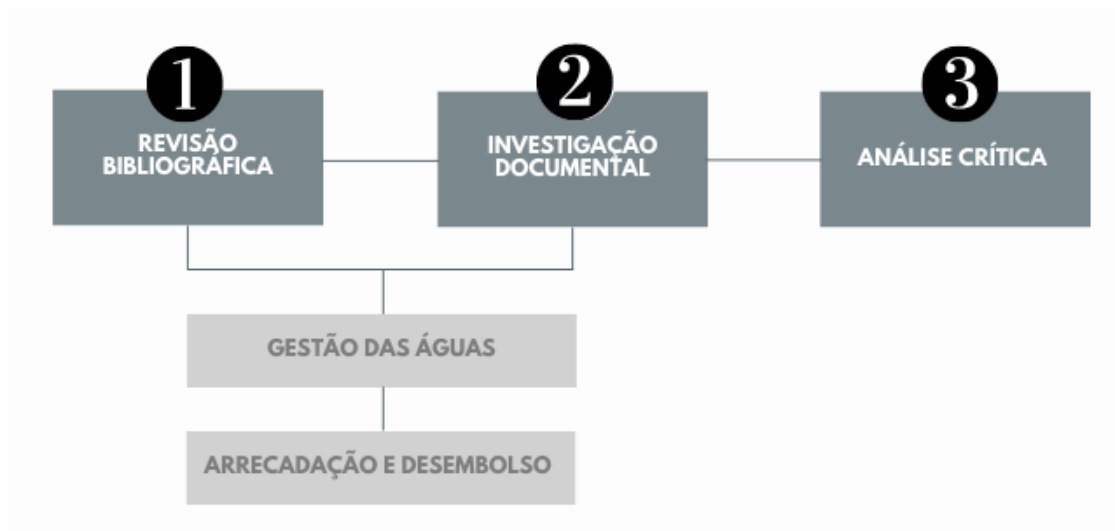 1
REVISÃO
BIBLIOGRÁFICA
2
INVESTIGAÇÃO
DOCUMENTAL
3
ANÁLISE CRÍTICA
GESTÃO DAS ÁGUAS
ARRECADAÇÃO E DESEMBOLSO